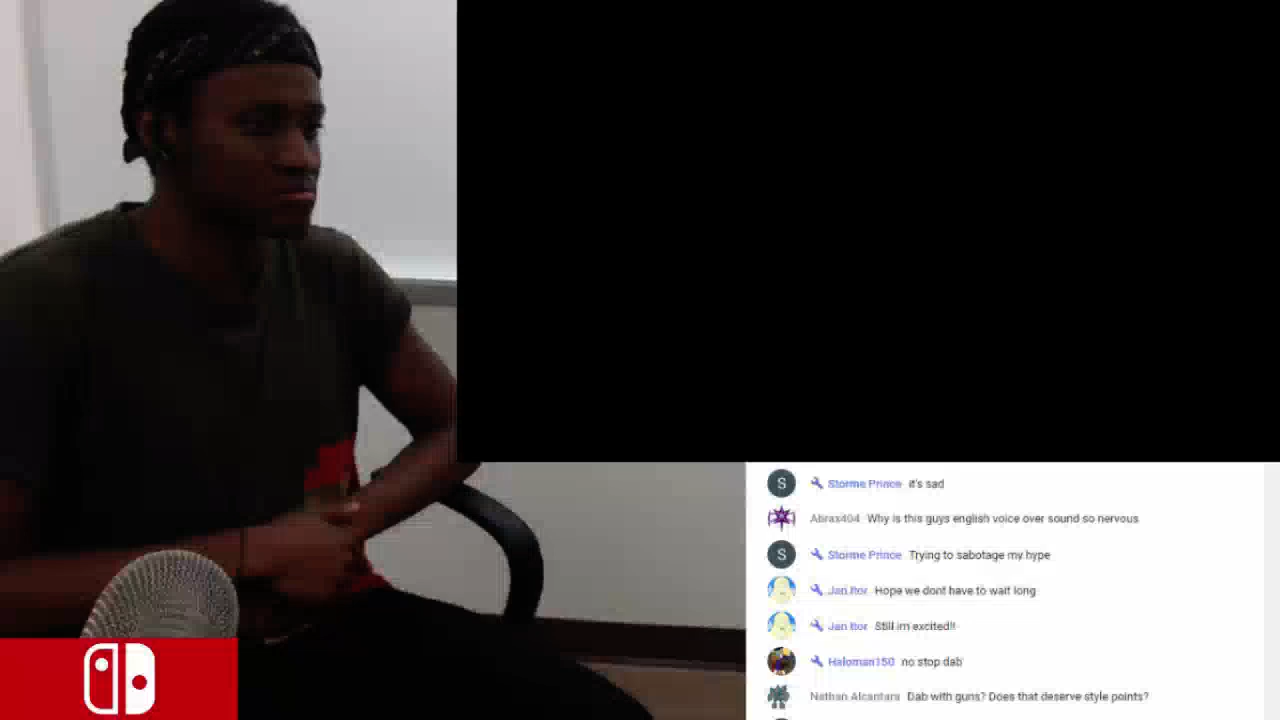 S Storme Prince it's sad
Abrax404 Why is this guys english voice over sound so nervous
S Storme Prince Trying to sabotage my hype
Jan Itor Hope we dont have to wait long
Jan Itor Still im excited!!
Haloman150 no stop dab
Nathan Alcantara Dab with guns? Does that deserve style points?